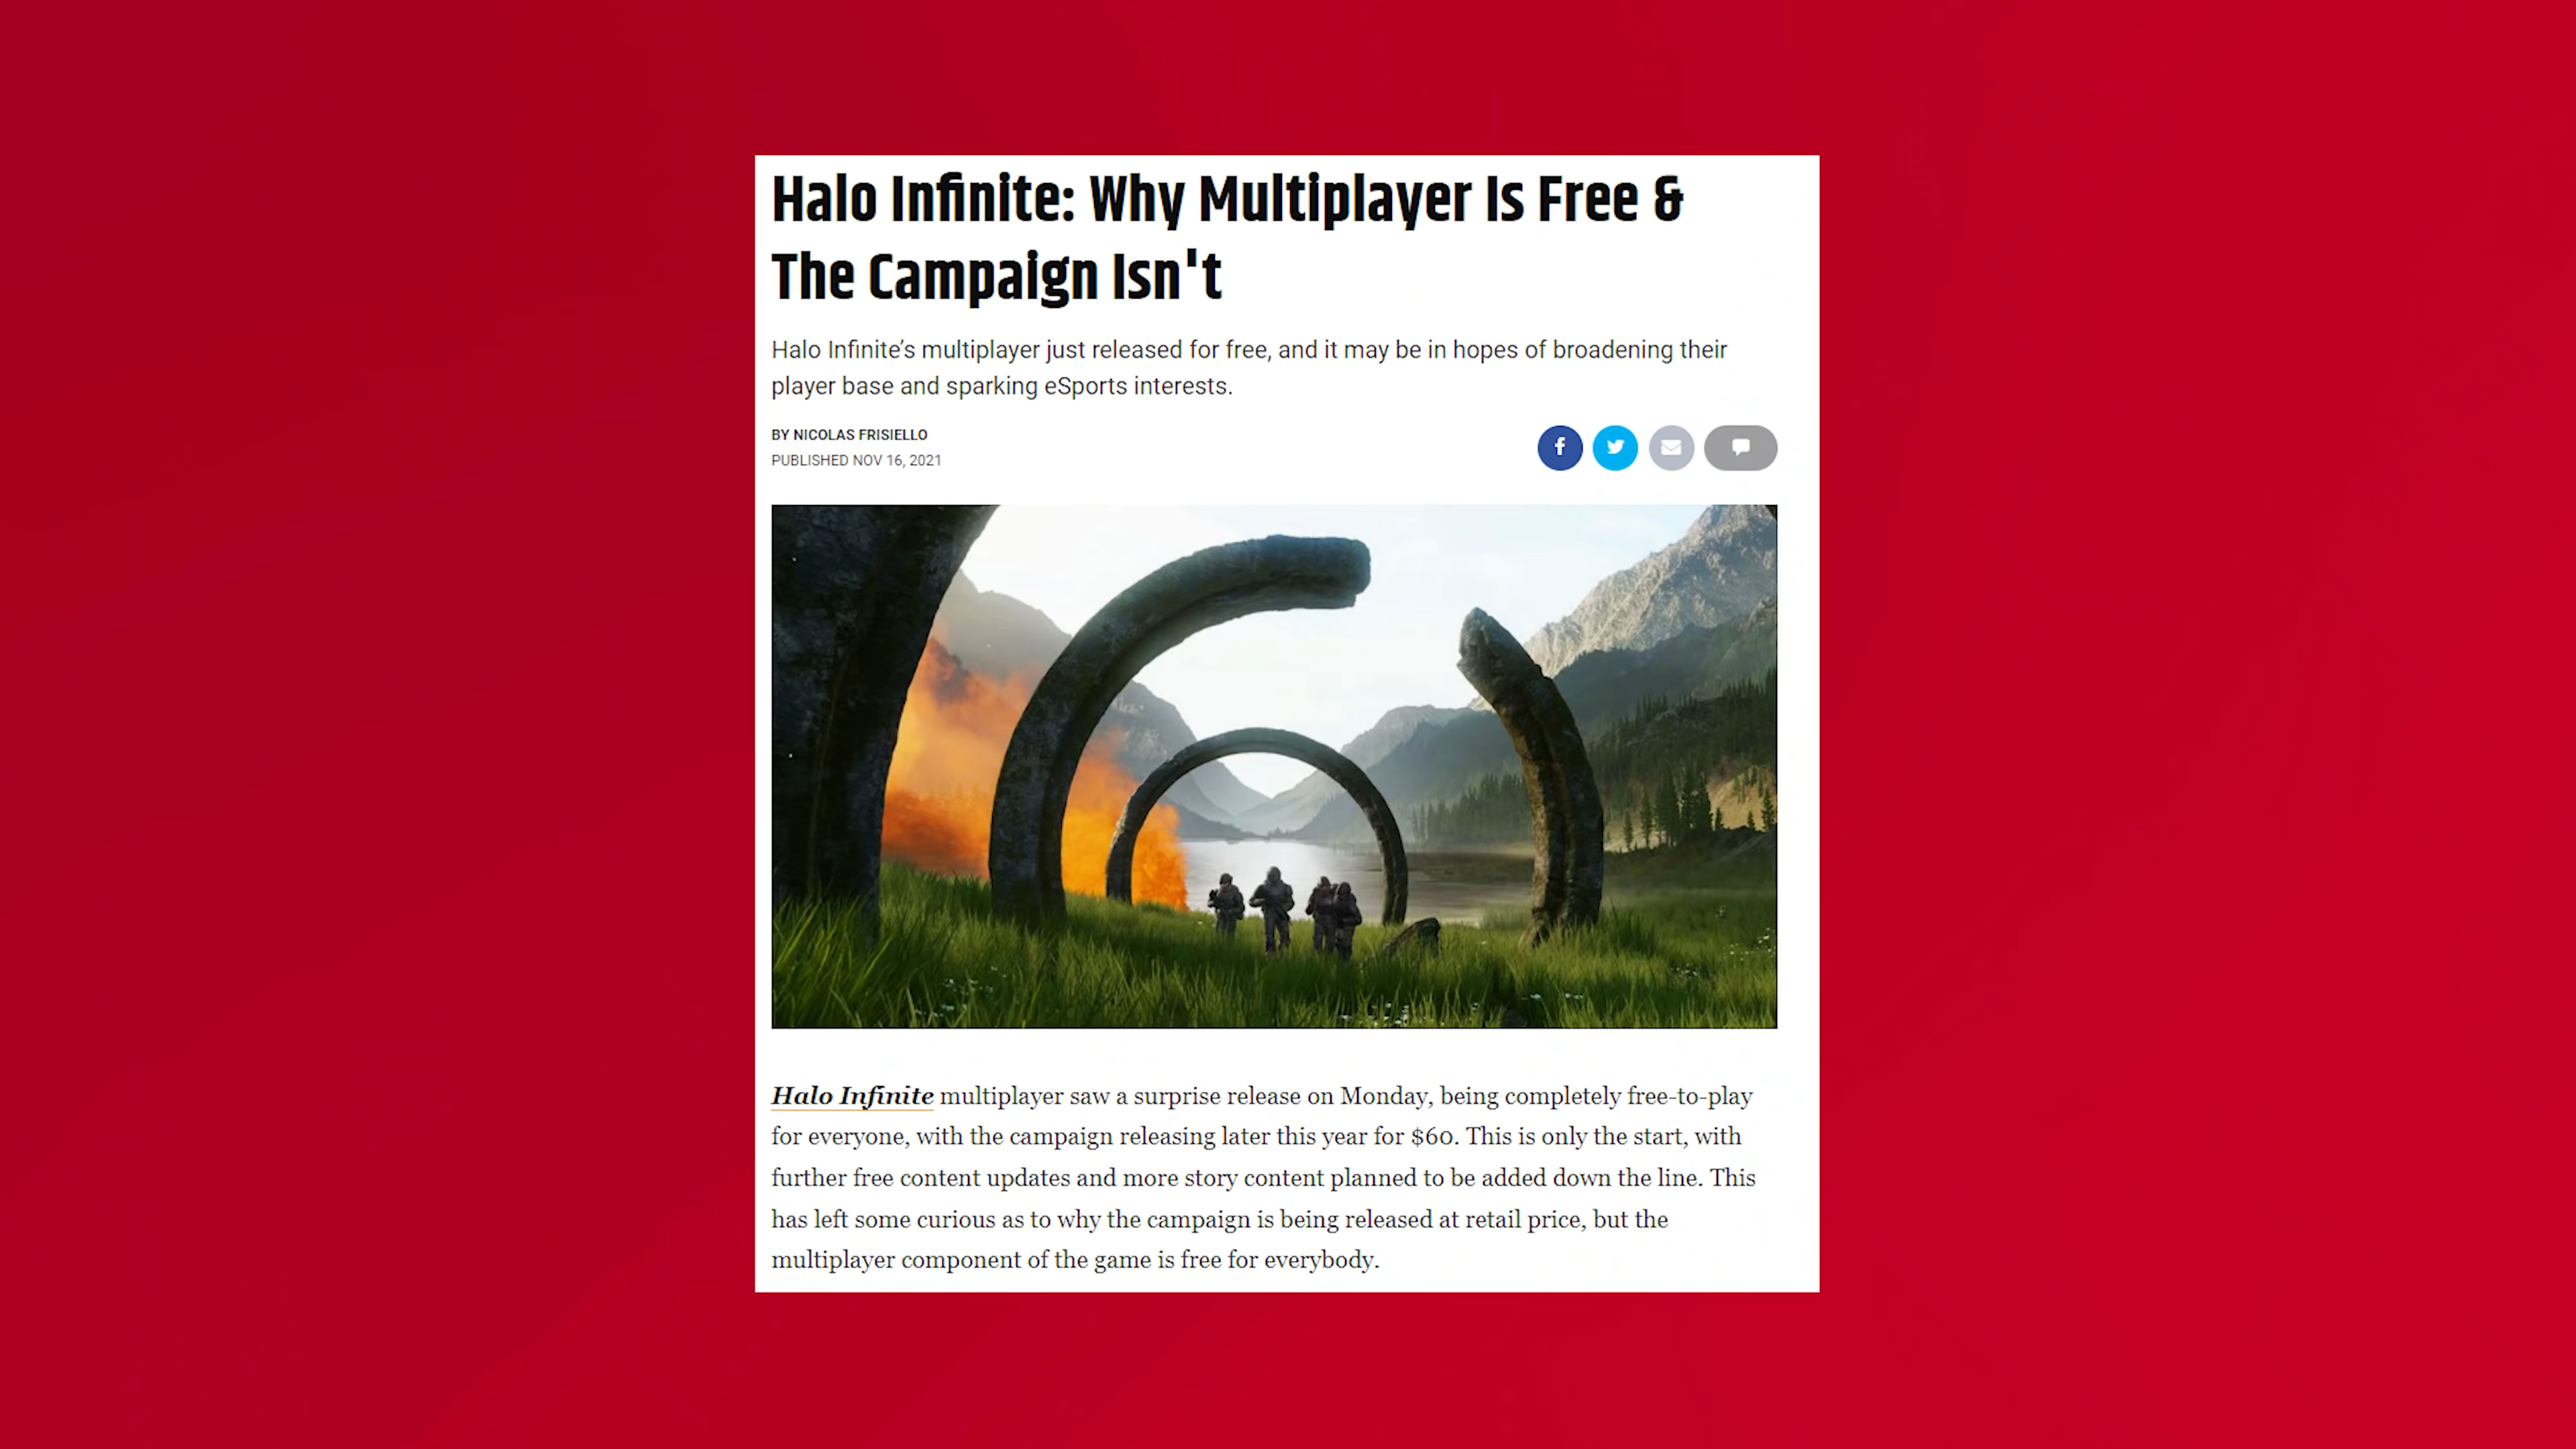 Halo Infinite: Why Multiplayer Is Free &
The Campaign Isn't
Halo Infinite’s multiplayer just released for free, and it may be in hopes of broadening their
player base and sparking eSports interests.
BY NICOLAS FRISIELLO
PUBLISHED NOV 16, 2021
Halo Infinite multiplayer saw a surprise release on Monday, being completely free-to-play
for everyone, with the campaign releasing later this year for $60. This is only the start, with
further free content updates and more story content planned to be added down the line. This
has left some curious as to why the campaign is being released at retail price, but the
multiplayer component of the game is free for everybody.